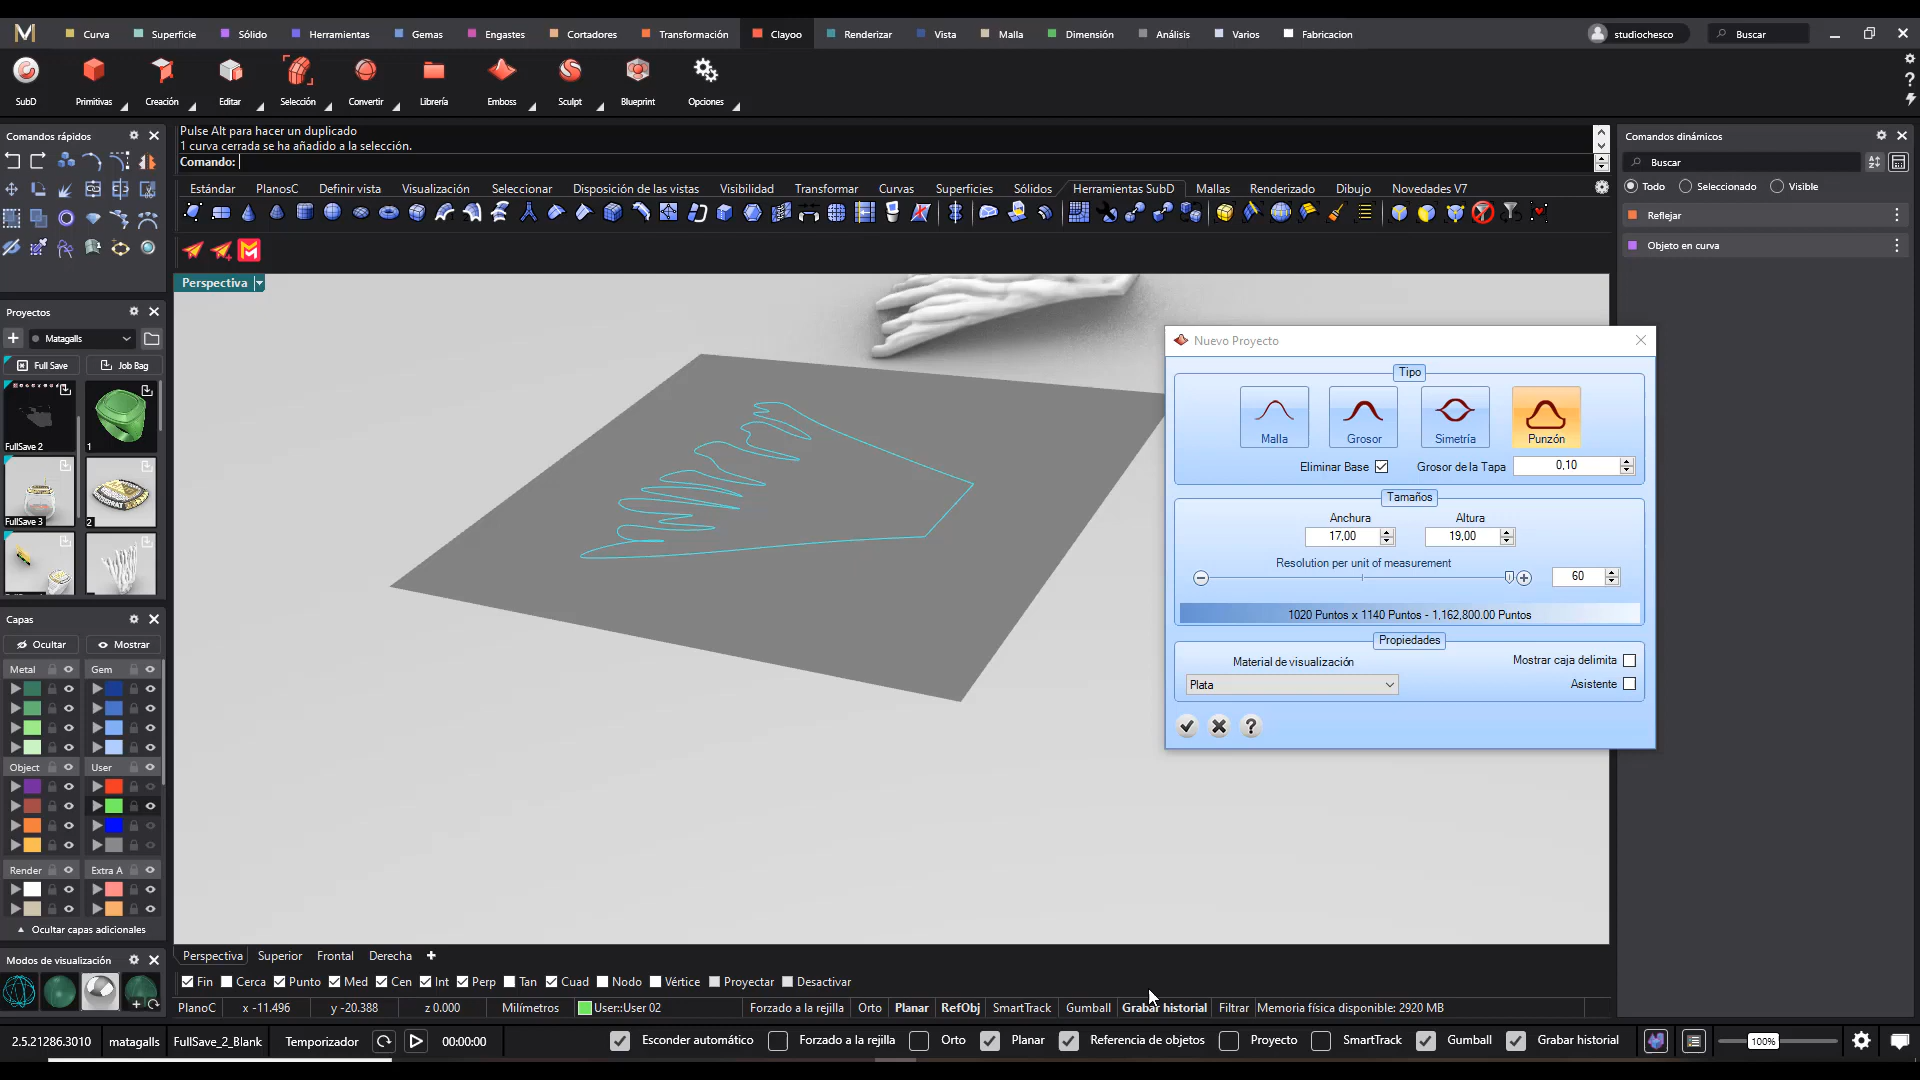 Curva
Superficie
Sólido
Herramientas
Gemas
Engastes
Cortadores
Transformación
Clayoo
Renderizar
Vista
Malla
Dimensión
Análisis
Varios
Fabricacion
studiochesco
Buscar
SubD
Primitivas
Creación
Editar
Selección
Convertir
Librería
Emboss
Sculpt
Blueprint
Opciones
Comandos rápidos
Pulse Alt para hacer un duplicado
1 curva cerrada se ha añadido a la selección.
Comando:
Comandos dinámicos
Buscar
Todo
Seleccionado
Visible
Reflejar
Objeto en curva
Estándar
PlanosC
Definir vista
Visualización
Seleccionar
Disposición de las vistas
Visibilidad
Transformar
Curvas
Superficies
Sólidos
Herramientas SubD
Mallas
Renderizado
Dibujo
Novedades V7
Perspectiva
Proyectos
Matagalls
Full Save
Job Bag
FullSave 2
1
FullSave 3
2
Nuevo Proyecto
Tipo
Malla
Grosor
Simetría
Punzón
Eliminar Base
Grosor de la Tapa
0,10
Tamaños
Anchura
Altura
17,00
19,00
Resolution per unit of measurement
60
1020 Puntos x 1140 Puntos - 1,162,800.00 Puntos
Propiedades
Material de visualización
Mostrar caja delimita
Plata
Asistente
Capas
Ocultar
Mostrar
Metal
Gem
Object
User
Render
Extra A
Ocultar capas adicionales
Modos de visualización
Perspectiva
Superior
Frontal
Derecha
Fin
Cerca
Punto
Med
Cen
Int
Perp
Tan
Cuad
Nodo
Vértice
Proyectar
Desactivar
PlanoC
x -11.496
y -20.388
z 0.000
Milímetros
User::User 02
Forzado a la rejilla
Orto
Planar
RefObj
SmartTrack
Gumball
Grabar historial
Filtrar
Memoria física disponible: 2920 MB
2.5.21286.3010
matagalls
FullSave_2_Blank
Temporizador
00:00:00
Esconder automático
Forzado a la rejilla
Orto
Planar
Referencia de objetos
Proyecto
SmartTrack
Gumball
Grabar historial
100%